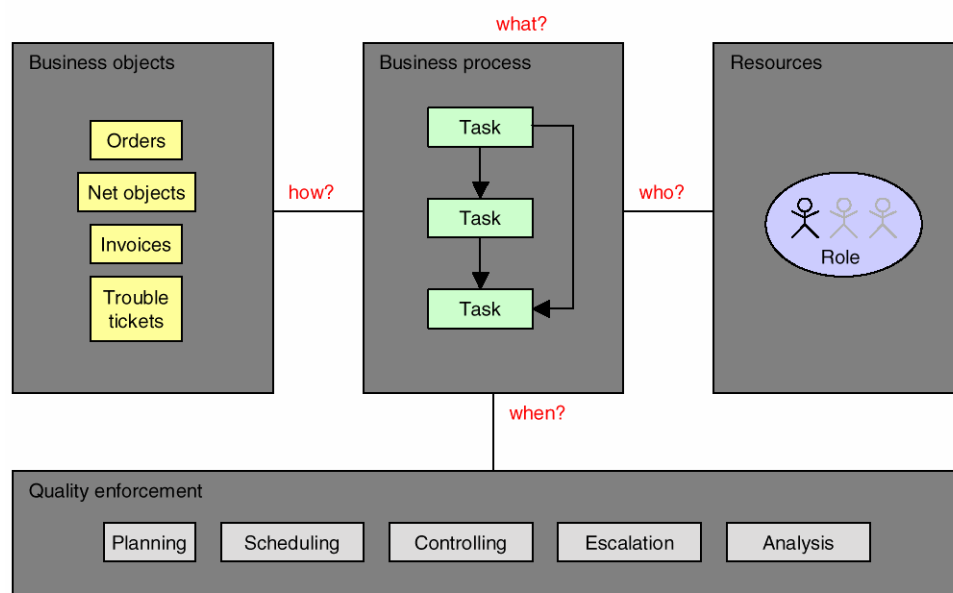 what?
Business objects
Business process
Resources
Orders
Net objects
Invoices
Trouble
tickets
how?
Task
Task
Task
who?
Role
when?
Quality enforcement
Planning
Scheduling
Controlling
Escalation
Analysis